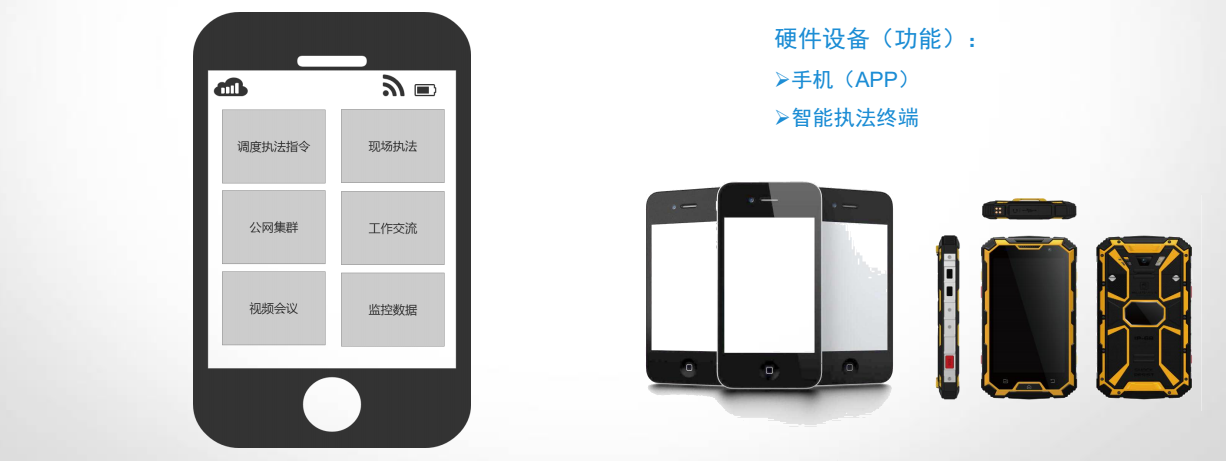 调度执法指令
现场执法
公网集群
工作交流
视频会议
监控数据
硬件设备（功能）:
➢手机（APP）
➢智能执法终端